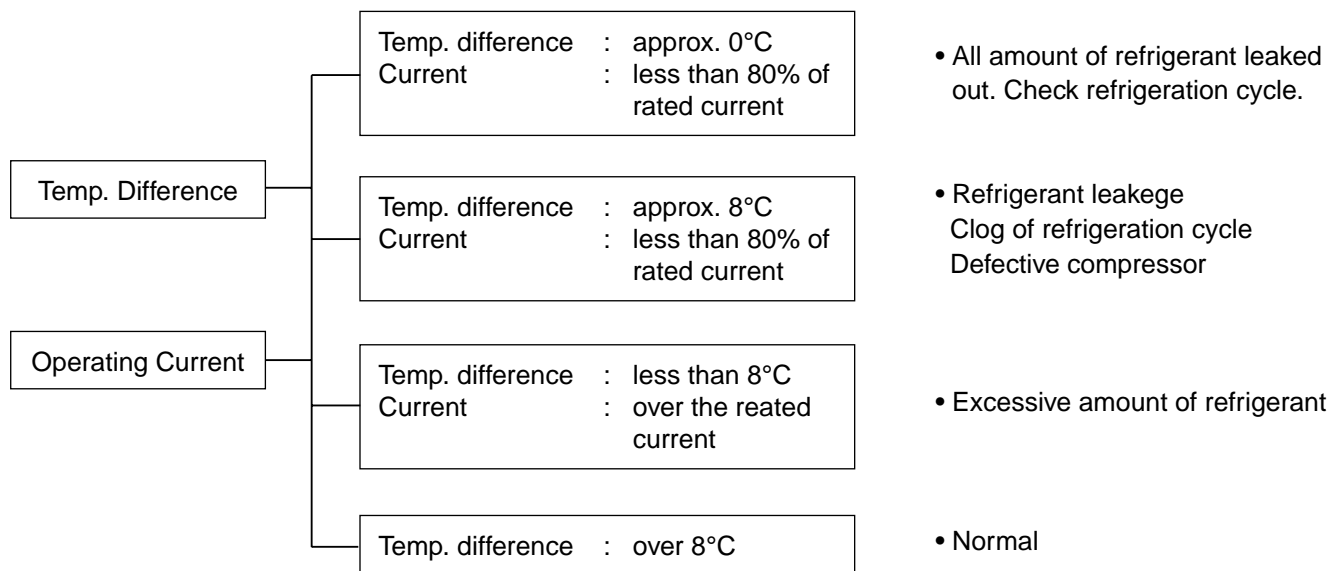 Temp. Difference
Operating Current
Temp. difference : approx. 0°C
Current : less than 80% of
rated current
• All amount of refrigerant leaked
out. Check refrigeration cycle.
Temp. difference : approx. 8°C
Current : less than 80% of
rated current
• Refrigerant leakege
Clog of refrigeration cycle
Defective compressor
Temp. difference : less than 8°C
Current : over the reated
current
• Excessive amount of refrigerant
Temp. difference : over 8°C
• Normal